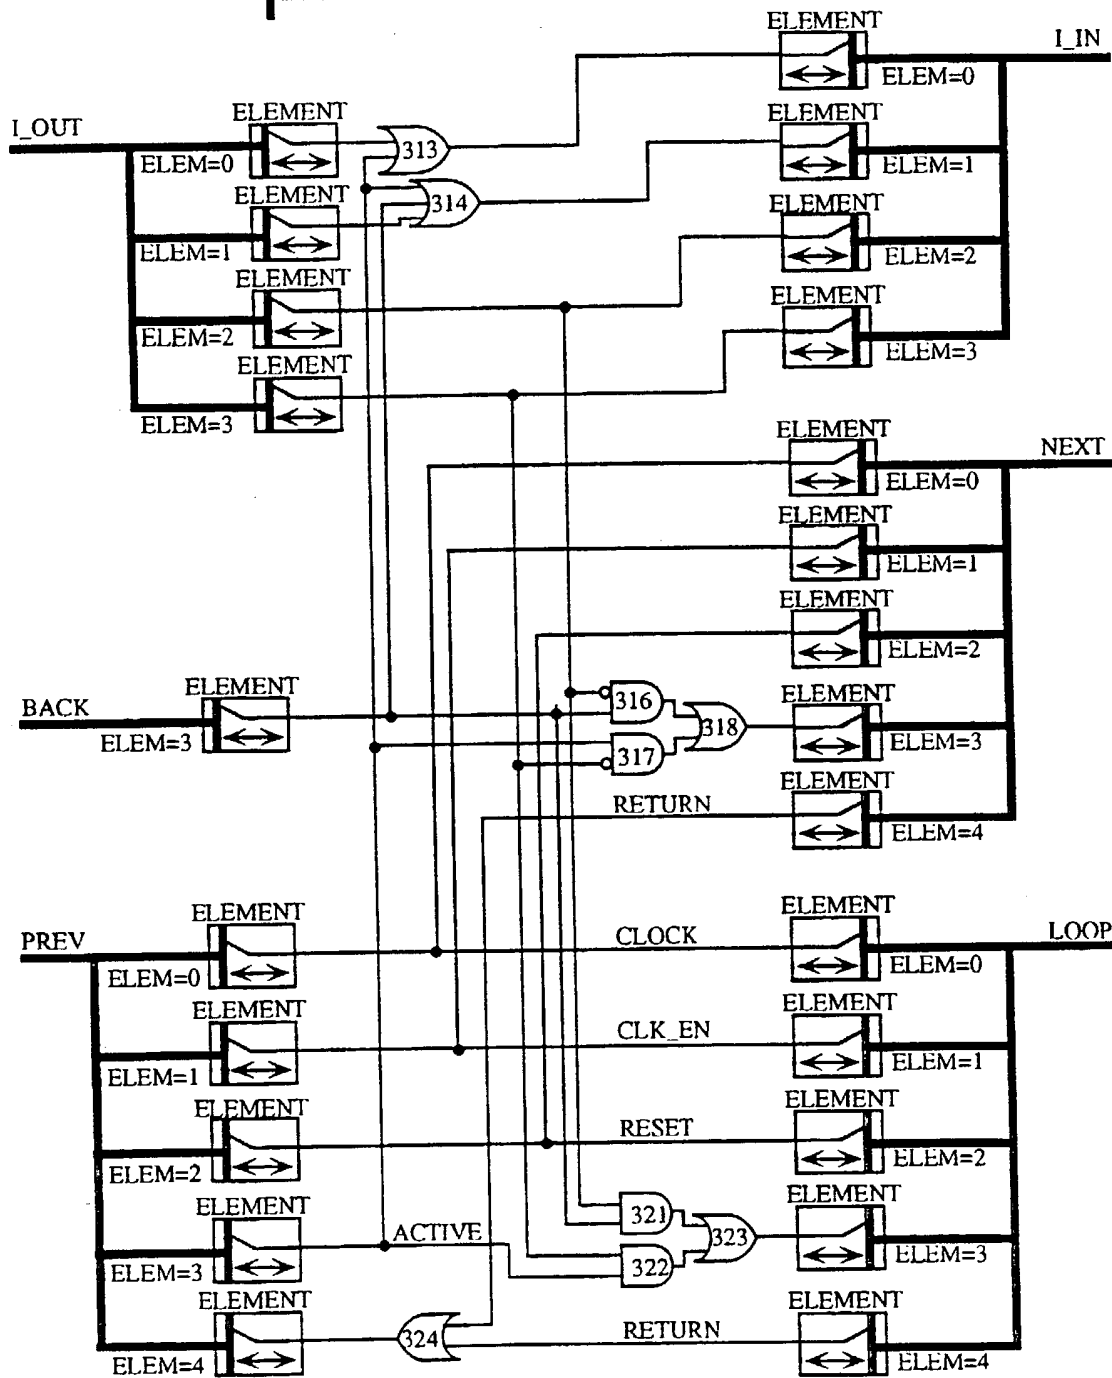 ELEMENT
I_IN
ELEM=0
ELEMENT
I_OUT
ELEM=0
313
ELEMENT
ELEM=1
ELEMENT
314
ELEM=1
ELEMENT
ELEM=2
ELEMENT
ELEM=2
ELEMENT
ELEM=3
ELEMENT
ELEM=3
ELEMENT
NEXT
ELEM=0
ELEMENT
ELEM=1
ELEMENT
ELEM=2
ELEMENT
BACK
ELEM=3
316
317
318
ELEMENT
ELEM=3
RETURN
ELEMENT
ELEM=4
ELEMENT
PREV
ELEM=0
CLOCK
ELEMENT
LOOP
ELEM=0
ELEMENT
ELEM=1
CLK_EN
ELEMENT
ELEM=1
ELEMENT
ELEM=2
RESET
ELEMENT
ELEM=2
ELEMENT
ELEM=3
ACTIVE
321
322
323
ELEMENT
ELEM=3
ELEMENT
ELEM=4
324
RETURN
ELEMENT
ELEM=4